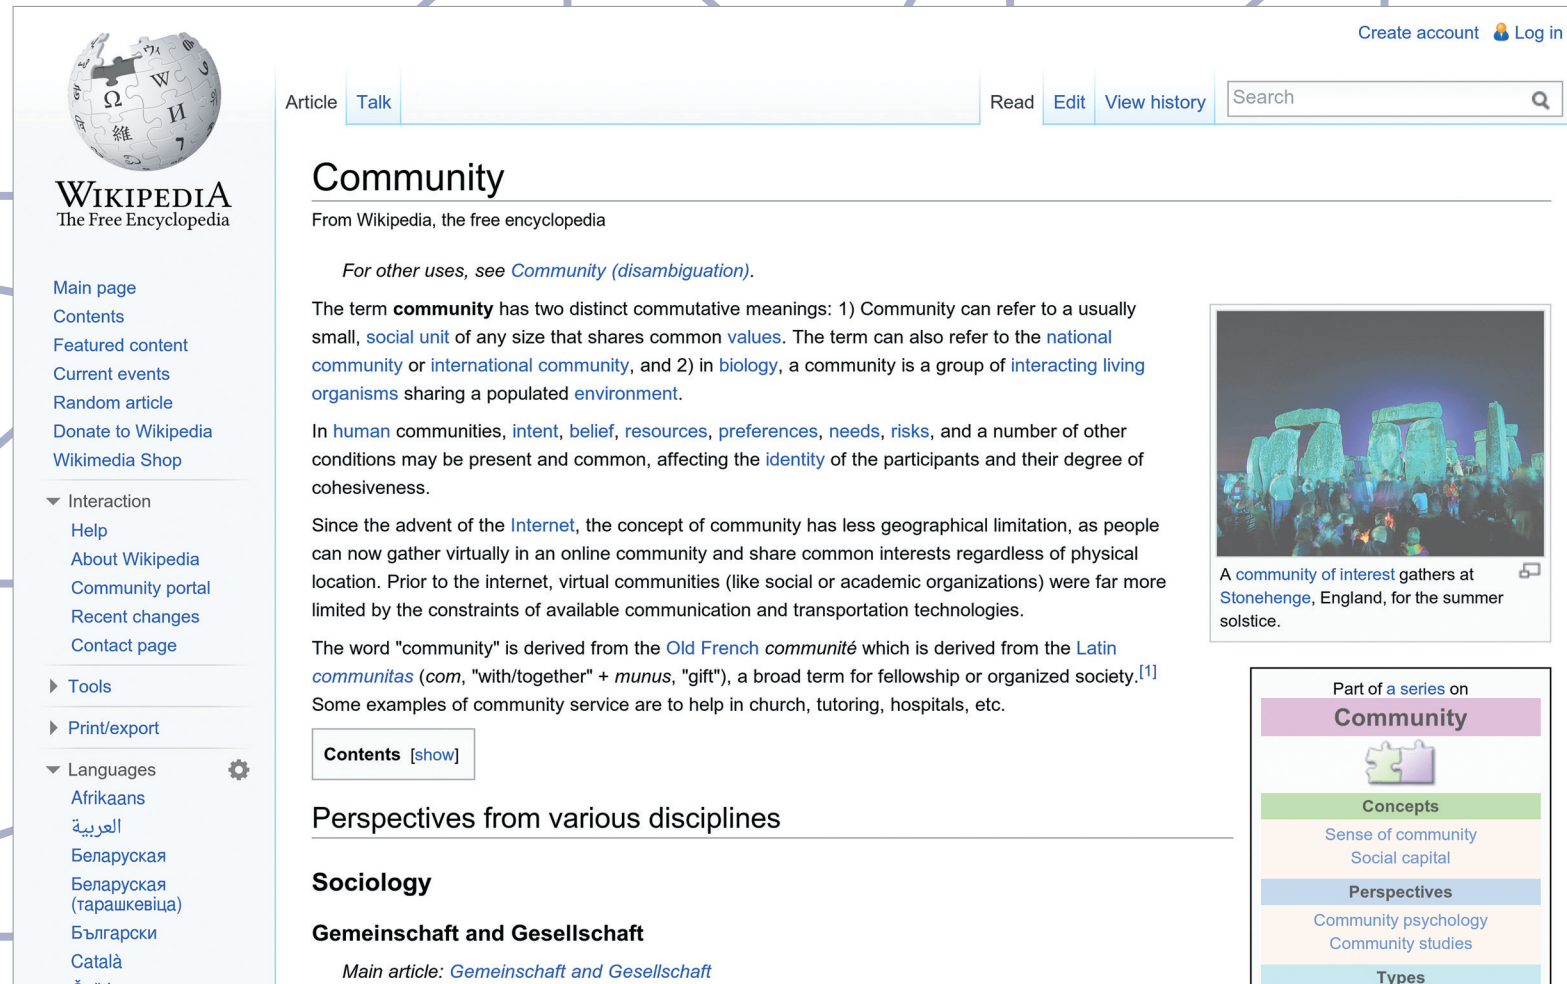 Create account Log in
WIKIPEDIA
The Free Encyclopedia
Article Talk Read Edit View history Search
Community
From Wikipedia, the free encyclopedia
For other uses, see Community (disambiguation).
The term community has two distinct commutative meanings: 1) Community can refer to a usually
small, social unit of any size that shares common values. The term can also refer to the national
community or international community, and 2) in biology, a community is a group of interacting living
organisms sharing a populated environment.
In human communities, intent, belief, resources, preferences, needs, risks, and a number of other
conditions may be present and common, affecting the identity of the participants and their degree of
cohesiveness.
Since the advent of the Internet, the concept of community has less geographical limitation, as people
can now gather virtually in an online community and share common interests regardless of physical
location. Prior to the internet, virtual communities (like social or academic organizations) were far more
limited by the constraints of available communication and transportation technologies.
The word "community" is derived from the Old French communité which is derived from the Latin
communitas (com, "with/together" + munus, "gift"), a broad term for fellowship or organized society.[1]
Some examples of community service are to help in church, tutoring, hospitals, etc.
Contents [show]
Perspectives from various disciplines
Sociology
Gemeinschaft and Gesellschaft
Main article: Gemeinschaft and Gesellschaft
A community of interest gathers at
Stonehenge, England, for the summer
solstice.
Part of a series on
Community
Concepts
Sense of community
Social capital
Perspectives
Community psychology
Community studies
Types
Main page
Contents
Featured content
Current events
Random article
Donate to Wikipedia
Wikimedia Shop
Interaction
Help
About Wikipedia
Community portal
Recent changes
Contact page
Tools
Print/export
Languages
Afrikaans
العربية
Беларуская
Беларуская
(тарашкевіца)
Български
Català